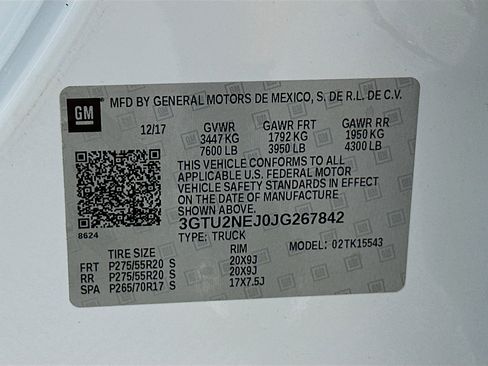 GM MFD BY GENERAL MOTORS DE MEXICO, S, DE R.L. DE C.V.
12/17 GVWR GAWR FRT GAWR RR
3447 KG 1792 KG 1950 KG
7600 LB 3950 LB 4300 LB
THIS VEHICLE CONFORMS TO ALL
APPLICABLE U.S. FEDERAL MOTOR
VEHICLE SAFETY STANDARDS IN EFFECT
ON THE DATE OF MANUFACTURE
SHOWN ABOVE.
8624 3GTU2NEJ0JG267842
TYPE: TRUCK MODEL: 02TK15543
TIRE SIZE RIM
FRT P275/55R20 S 20X9J
RR P275/55R20 S 20X9J
SPA P265/70R17 S 17X7.5J